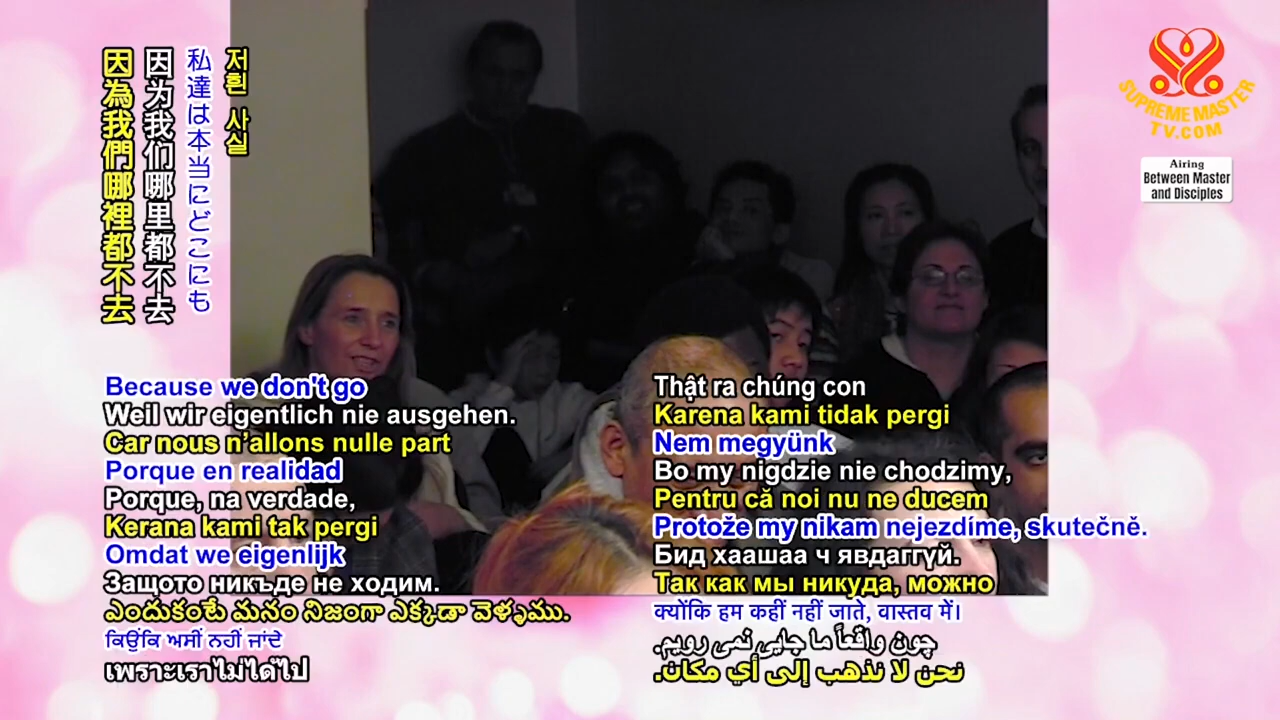 因為我們哪裡都不去
因为我们哪里都不去
私達は本当にどこにも
저흰 사실
SUPREME MASTER
TV.COM
Airing
Between Master
and Disciples
Because we don't go
Weil wir eigentlich nie ausgehen.
Car nous n'allons nulle part
Porque en realidad
Porque, na verdade,
Kerana kami tak pergi
Omdat we eigenlijk
Защото никъде не ходим.
ఎందుకంటే మనం నిజంగా ఎక్కడా వెళ్ళము.
ਕਿਉਂਕਿ ਅਸੀਂ ਨਹੀਂ ਜਾਂਦੇ
เพราะเราไม่ได้ไป
Thật ra chúng con
Karena kami tidak pergi
Nem megyünk
Bo my nigdzie nie chodzimy,
Pentru că noi nu ne ducem
Protože my nikam nejezdíme, skutečně.
Бид хаашаа ч явдаггүй.
Так как мы никуда, можно
क्योंकि हम कहीं नहीं जाते, वास्तव में।
چون واقعاً ما جایی نمی رویم.
نحن لا نذهب إلى أي مكان.